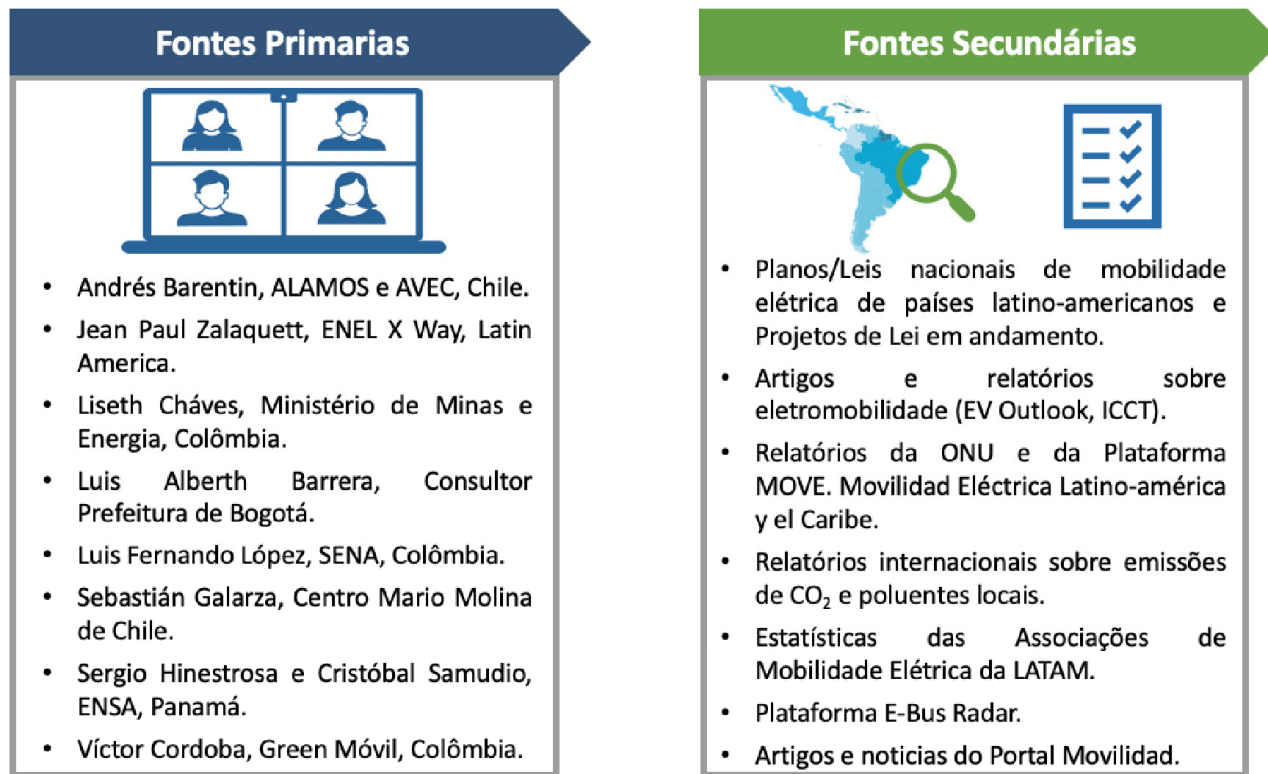 Fontes Primarias
• Andrés Barentin, ALAMOS e AVEC, Chile.
• Jean Paul Zalaquett, ENEL X Way, Latin
America.
• Liseth Cháves, Ministério de Minas e
Energia, Colômbia.
• Luis Alberth Barrera, Consultor
Prefeitura de Bogotá.
• Luis Fernando López, SENA, Colômbia.
• Sebastián Galarza, Centro Mario Molina
de Chile.
• Sergio Hinestrosa e Cristóbal Samudio,
ENSA, Panamá.
• Víctor Cordoba, Green Móvil, Colômbia.
Fontes Secundárias
• Planos/Leis nacionais de mobilidade
elétrica de países latino-americanos e
Projetos de Lei em andamento.
• Artigos e relatórios sobre
eletromobilidade (EV Outlook, ICCT).
• Relatórios da ONU e da Plataforma
MOVE. Movilidad Eléctrica Latino-américa
y el Caribe.
• Relatórios internacionais sobre emissões
de CO₂ e poluentes locais.
• Estatísticas das Associações de
Mobilidade Elétrica da LATAM.
• Plataforma E-Bus Radar.
• Artigos e noticias do Portal Movilidad.